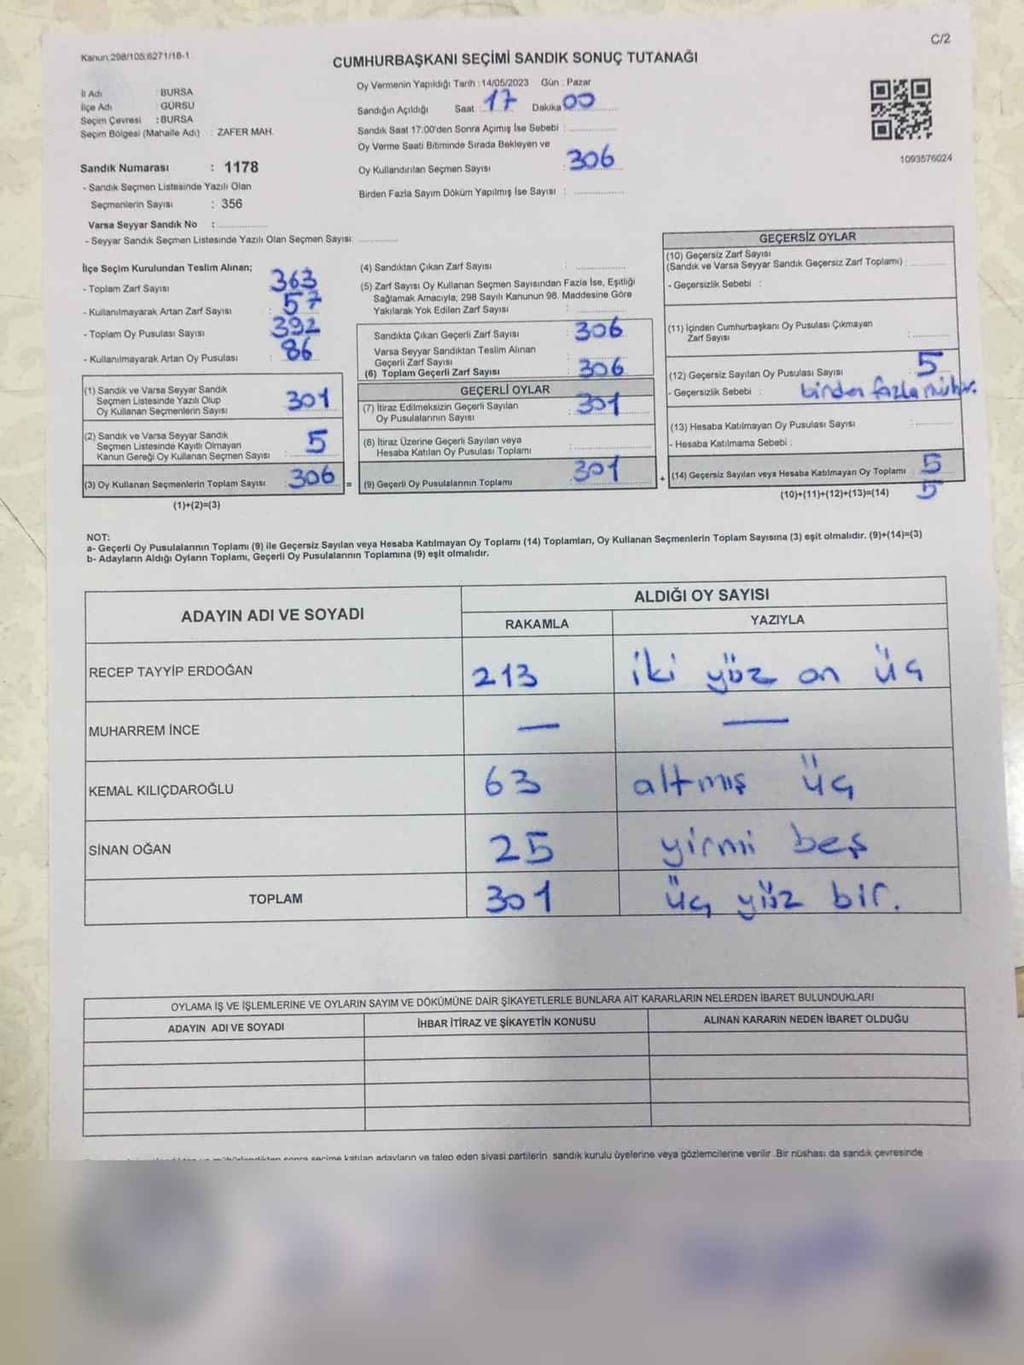 Kanun:298/105;6271/18-1
C/2
CUMHURBAŞKANI SEÇİMİ SANDIK SONUÇ TUTANAĞI
İl Adı : BURSA
İlçe Adı : GÜRSU
Seçim Çevresi : BURSA
Seçim Bölgesi (Mahalle Adı) : ZAFER MAH.
Sandık Numarası : 1178
- Sandık Seçmen Listesinde Yazılı Olan
Seçmenlerin Sayısı : 356
Varsa Seyyar Sandık No :
- Seyyar Sandık Seçmen Listesinde Yazılı Olan Seçmen Sayısı:
Oy Vermenin Yapıldığı Tarih : 14/05/2023 Gün : Pazar
Sandığın Açıldığı Saat : 17 Dakika 00
Sandık Saat 17.00'den Sonra Açımış İse Sebebi :
Oy Verme Saati Bitiminde Sırada Bekleyen ve
Oy Kullandırılan Seçmen Sayısı : 306
Birden Fazla Sayım Döküm Yapılmış İse Sayısı :
1093576024
İlçe Seçim Kurulundan Teslim Alınan;
- Toplam Zarf Sayısı : 363
- Kullanılmayarak Artan Zarf Sayısı : 57
- Toplam Oy Pusulası Sayısı : 392
- Kullanılmayarak Artan Oy Pusulası : 86
(1) Sandık ve Varsa Seyyar Sandık
Seçmen Listesinde Yazılı Olup
Oy Kullanan Seçmenlerin Sayısı : 301
(2) Sandık ve Varsa Seyyar Sandık
Seçmen Listesinde Kayıtlı Olmayan
Kanun Gereği Oy Kullanan Seçmen Sayısı : 5
(3) Oy Kullanan Seçmenlerin Toplam Sayısı : 306 =
(1)+(2)=(3)
(4) Sandıktan Çıkan Zarf Sayısı :
(5) Zarf Sayısı Oy Kullanan Seçmen Sayısından Fazla İse, Eşitliği
Sağlamak Amacıyla; 298 Sayılı Kanunun 98. Maddesine Göre
Yakılarak Yok Edilen Zarf Sayısı :
Sandıkta Çıkan Geçerli Zarf Sayısı : 306
Varsa Seyyar Sandıktan Teslim Alınan
Geçerli Zarf Sayısı
(6) Toplam Geçerli Zarf Sayısı : 306
GEÇERLİ OYLAR
(7) İtiraz Edilmeksizin Geçerli Sayılan
Oy Pusulalarının Sayısı : 301
(8) İtiraz Üzerine Geçerli Sayılan veya
Hesaba Katılan Oy Pusulası Toplamı :
(9) Geçerli Oy Pusulalarının Toplamı : 301 +
GEÇERSİZ OYLAR
(10) Geçersiz Zarf Sayısı
(Sandık ve Varsa Seyyar Sandık Geçersiz Zarf Toplamı) :
- Geçersizlik Sebebi :
(11) İçinden Cumhurbaşkanı Oy Pusulası Çıkmayan
Zarf Sayısı :
(12) Geçersiz Sayılan Oy Pusulası Sayısı : 5
- Geçersizlik Sebebi : birden fazla mühür.
(13) Hesaba Katılmayan Oy Pusulası Sayısı :
- Hesaba Katılmama Sebebi :
(14) Geçersiz Sayılan veya Hesaba Katılmayan Oy Toplamı : 5
(10)+(11)+(12)+(13)=(14) 5
NOT:
a- Geçerli Oy Pusulalarının Toplamı (9) ile Geçersiz Sayılan veya Hesaba Katılmayan Oy Toplamı (14) Toplamları, Oy Kullanan Seçmenlerin Toplam Sayısına (3) eşit olmalıdır. (9)+(14)=(3)
b- Adayların Aldığı Oyların Toplamı, Geçerli Oy Pusulalarının Toplamına (9) eşit olmalıdır.
ADAYIN ADI VE SOYADI
ALDIĞI OY SAYISI
RAKAMLA YAZIYLA
RECEP TAYYİP ERDOĞAN 213 iki yüz on üç
MUHARREM İNCE — —
KEMAL KILIÇDAROĞLU 63 altmış üç
SİNAN OĞAN 25 yirmi beş
TOPLAM 301 üç yüz bir.
OYLAMA İŞ VE İŞLEMLERİNE VE OYLARIN SAYIM VE DÖKÜMÜNE DAİR ŞİKAYETLERLE BUNLARA AİT KARARLARIN NELERDEN İBARET BULUNDUKLARI
ADAYIN ADI VE SOYADI İHBAR İTİRAZ VE ŞİKAYETİN KONUSU ALINAN KARARIN NEDEN İBARET OLDUĞU
sonra seçime katılan adayların ve talep eden siyasi partilerin sandık kurulu üyelerine veya gözlemcilerine verilir. Bir nüshası da sandık çevresinde